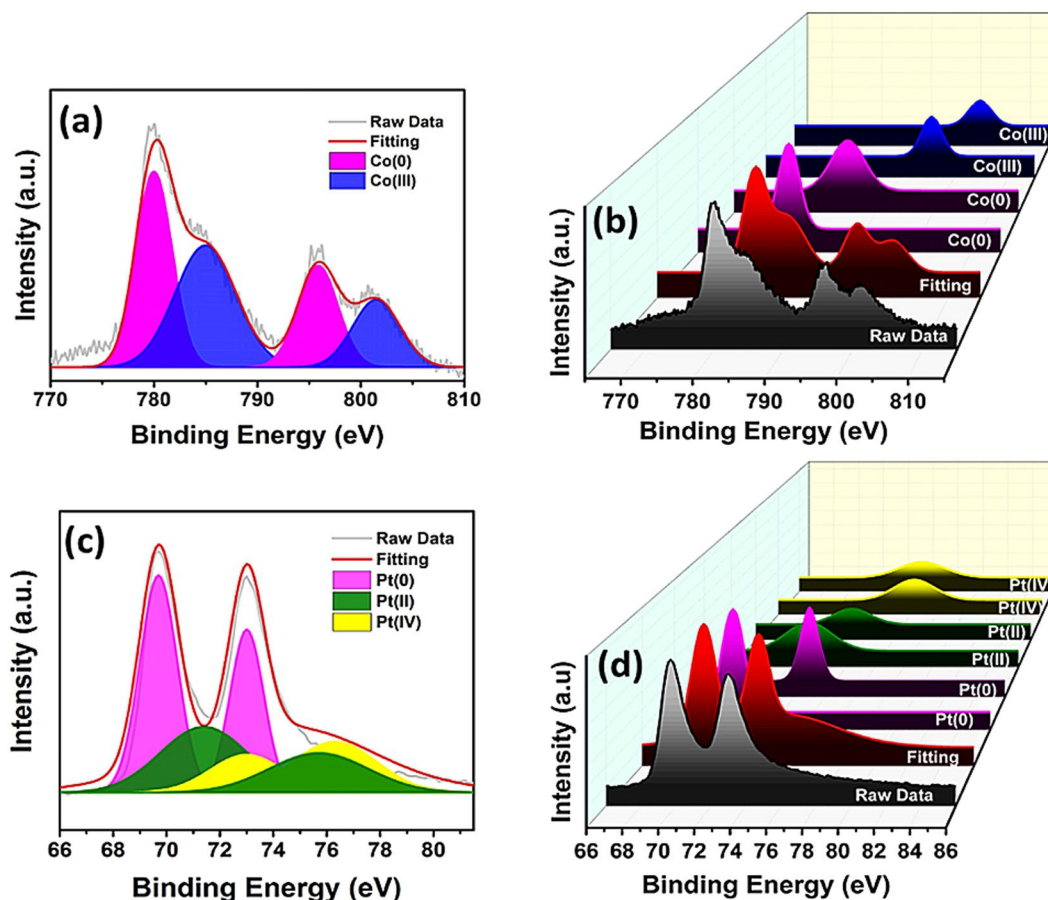 (a)
Raw Data
Fitting
Co(0)
Co(III)
Intensity (a.u.)
770 780 790 800 810
Binding Energy (eV)
(b)
Co(III)
Co(III)
Co(0)
Co(0)
Fitting
Raw Data
Intensity (a.u.)
770 780 790 800 810
Binding Energy (eV)
(c)
Raw Data
Fitting
Pt(0)
Pt(II)
Pt(IV)
Intensity (a.u.)
66 68 70 72 74 76 78 80
Binding Energy (eV)
(d)
Pt(IV
Pt(IV)
Pt(II)
Pt(II)
Pt(0)
Pt(0)
Fitting
Raw Data
Intensity (a.u)
66 68 70 72 74 76 78 80 82 84 86
Binding Energy (eV)